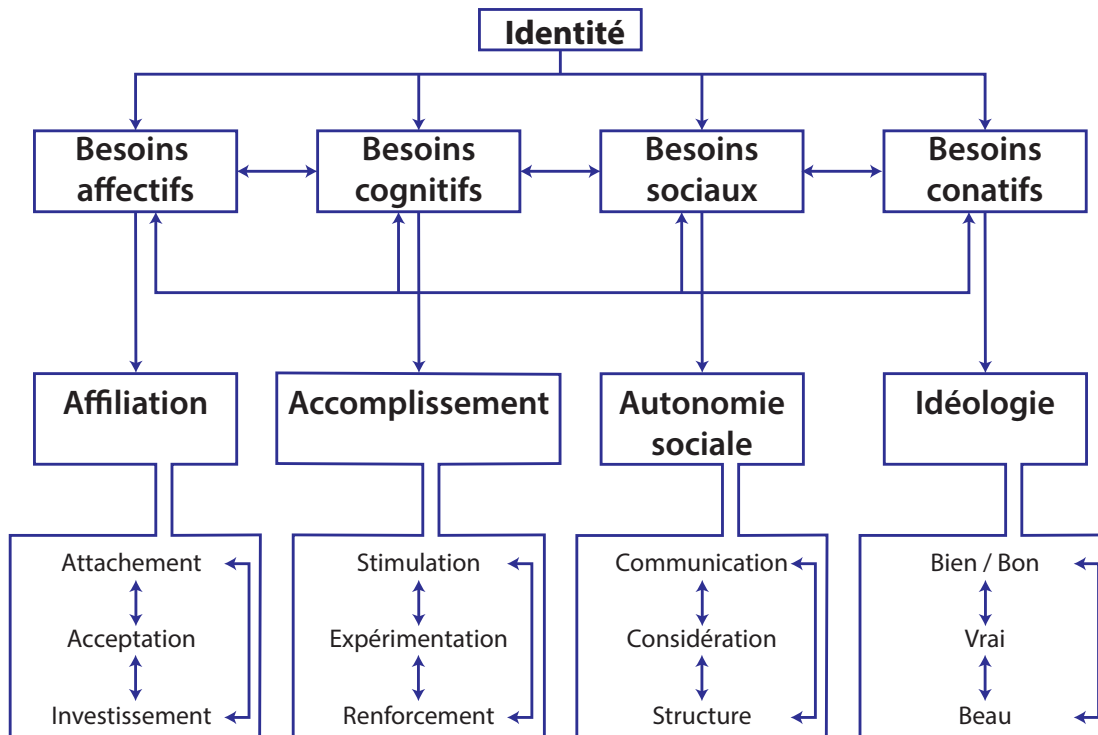 Identité
Besoins
affectifs
Besoins
cognitifs
Besoins
sociaux
Besoins
conatifs
Affiliation
Accomplissement
Autonomie
sociale
Idéologie
Attachement
Acceptation
Investissement
Stimulation
Expérimentation
Renforcement
Communication
Considération
Structure
Bien / Bon
Vrai
Beau